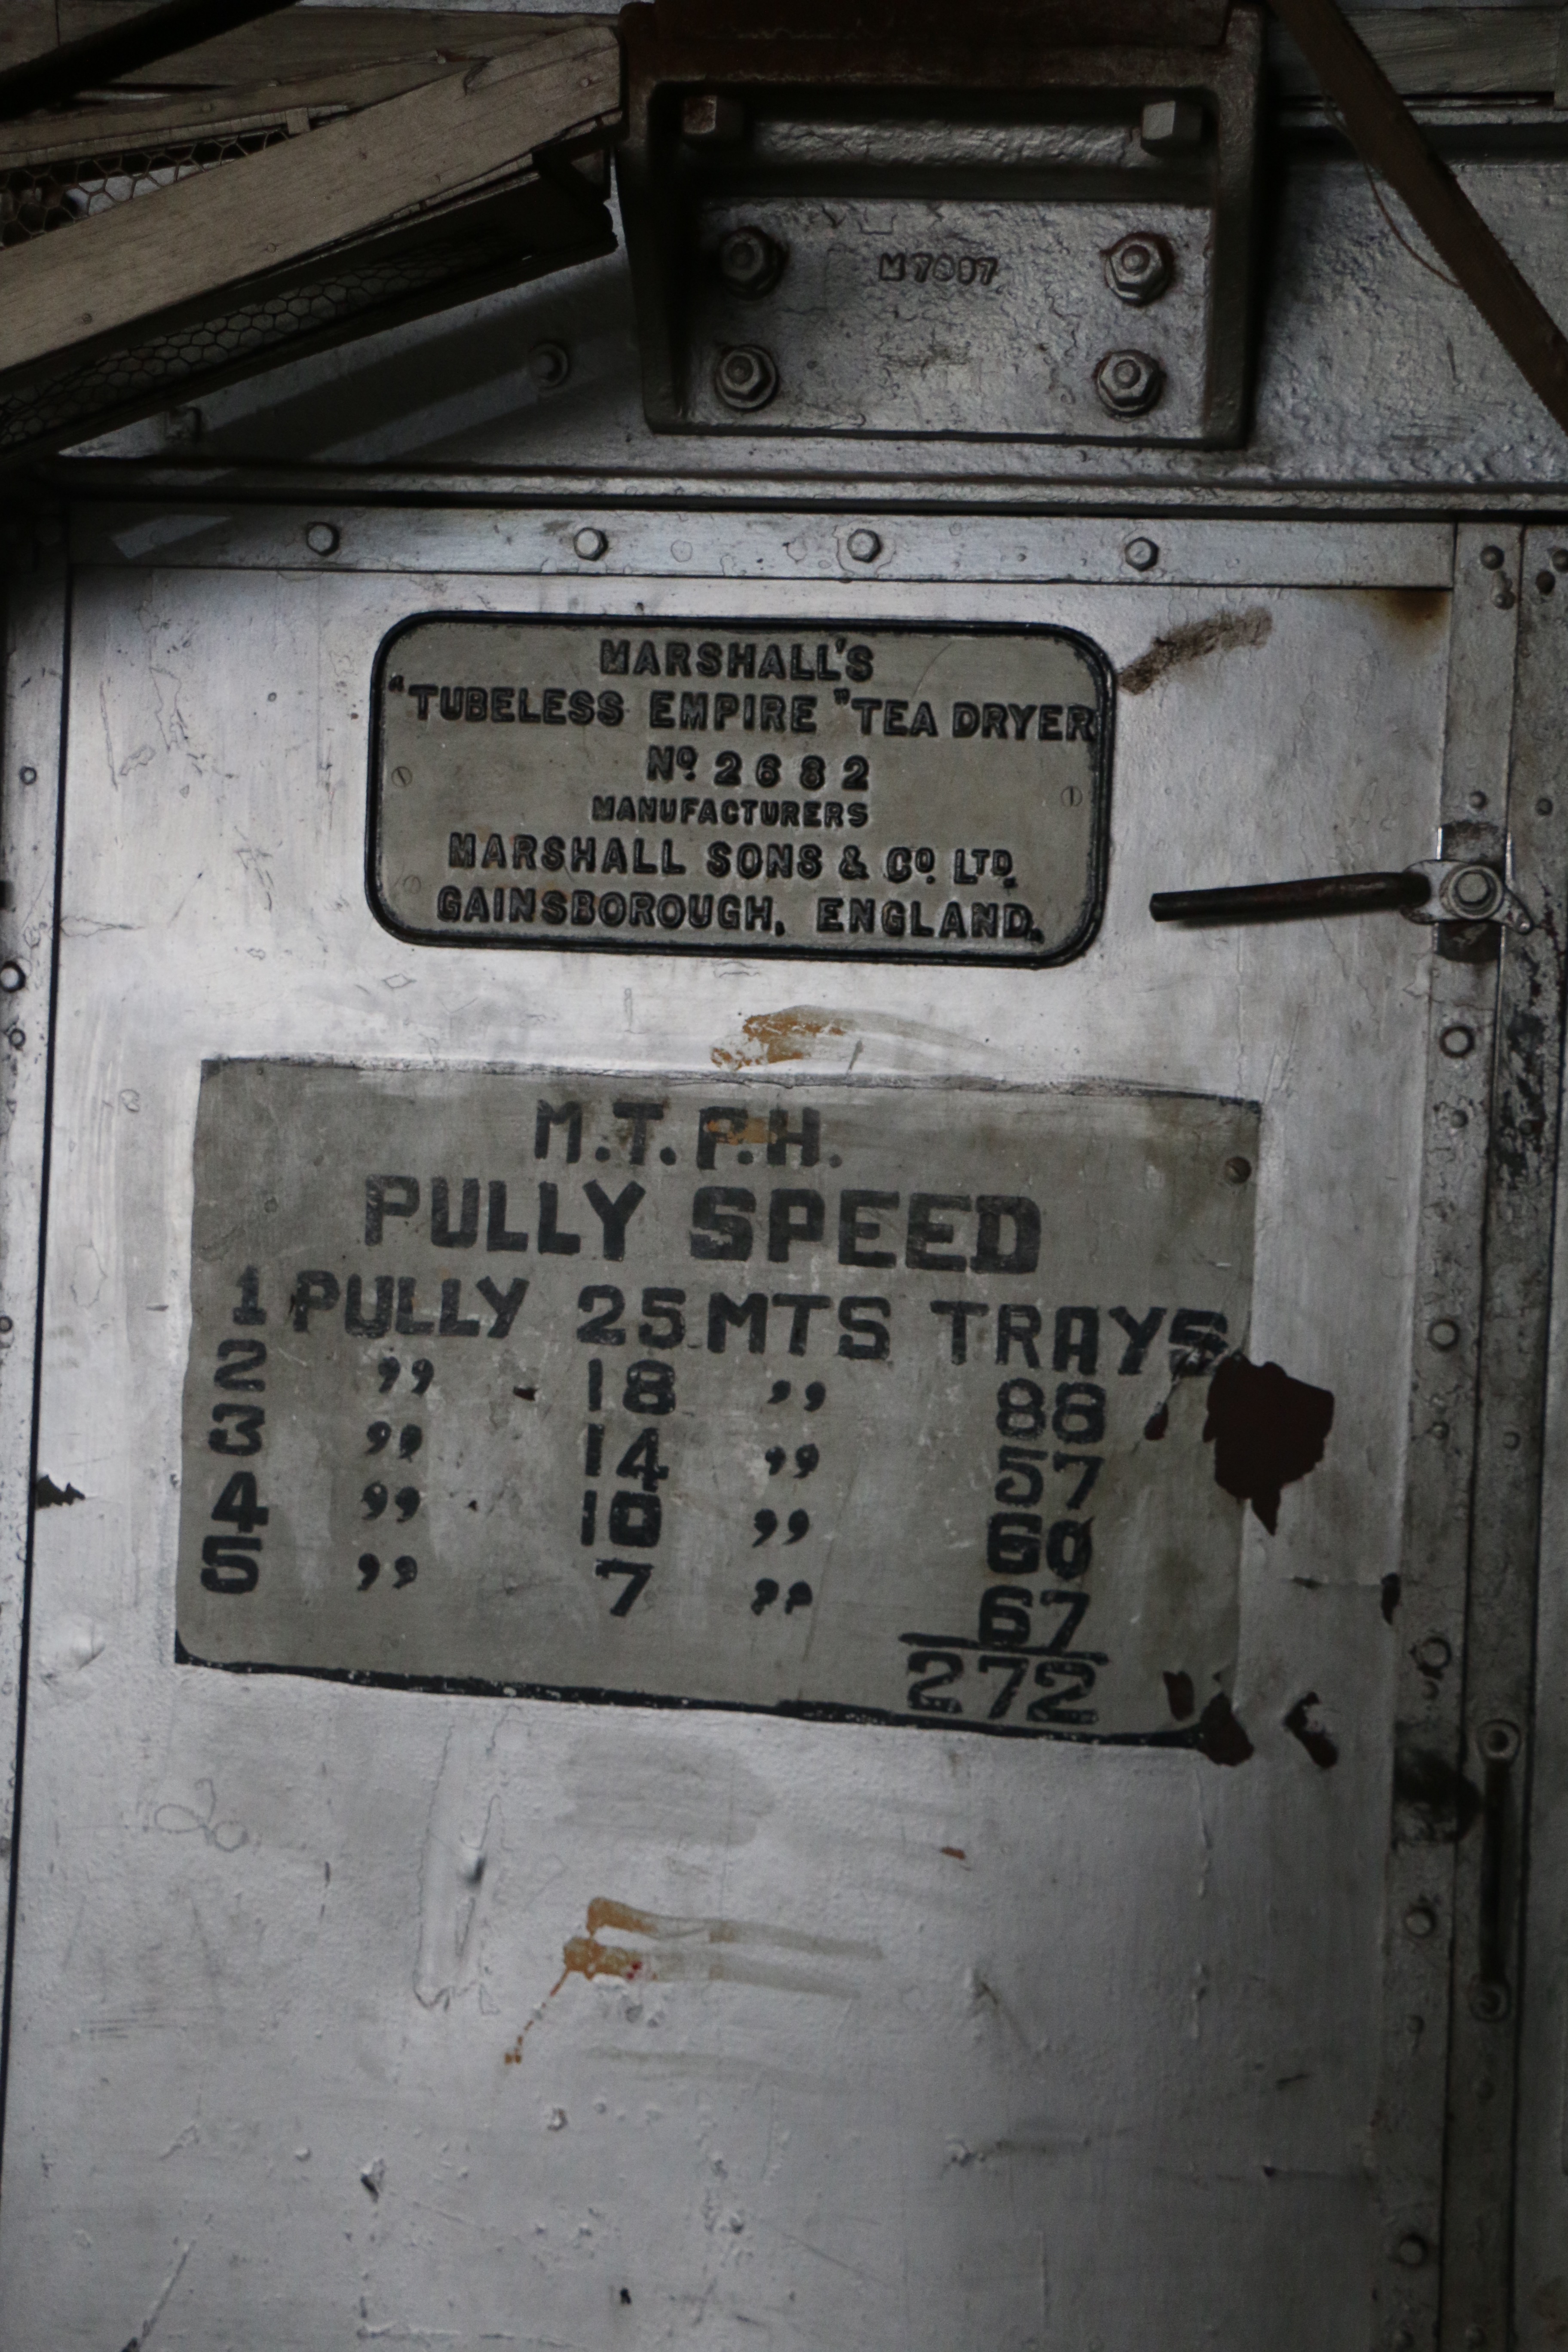 M7007
MARSHALL'S
"TUBELESS EMPIRE" TEA DRYER
Nº 2682
MANUFACTURERS
MARSHALL SONS & Cº. LTD.
GAINSBOROUGH, ENGLAND.
M.T.P.H.
PULLY SPEED
1 PULLY 25 MTS TRAYS
2 ,, 18 ,, 88
3 ,, 14 ,, 57
4 ,, 10 ,, 60
5 ,, 7 ,, 67
272